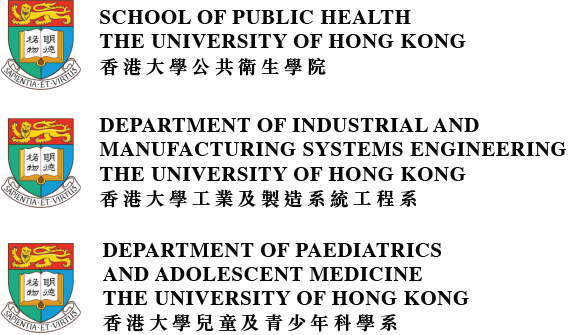 SCHOOL OF PUBLIC HEALTH
THE UNIVERSITY OF HONG KONG
香港大學公共衛生學院
明德
格物
SAPIENTIA·ET·VIRTUS
DEPARTMENT OF INDUSTRIAL AND
MANUFACTURING SYSTEMS ENGINEERING
THE UNIVERSITY OF HONG KONG
香港大學工業及製造系統工程系
明德
格物
SAPIENTIA·ET·VIRTUS
DEPARTMENT OF PAEDIATRICS
AND ADOLESCENT MEDICINE
THE UNIVERSITY OF HONG KONG
香港大學兒童及青少年科學系
明德
格物
SAPIENTIA·ET·VIRTUS